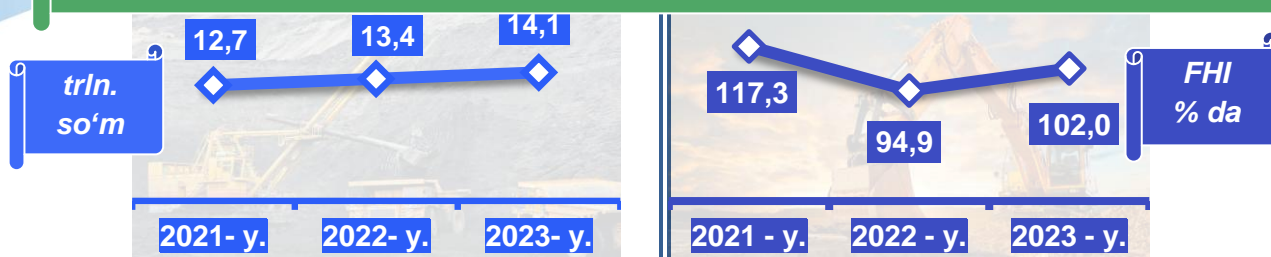 trln.
so‘m
12,7
13,4
14,1
2021- y.
2022- y.
2023- y.
117,3
94,9
102,0
FHI
% da
2021 - y.
2022 - y.
2023 - y.